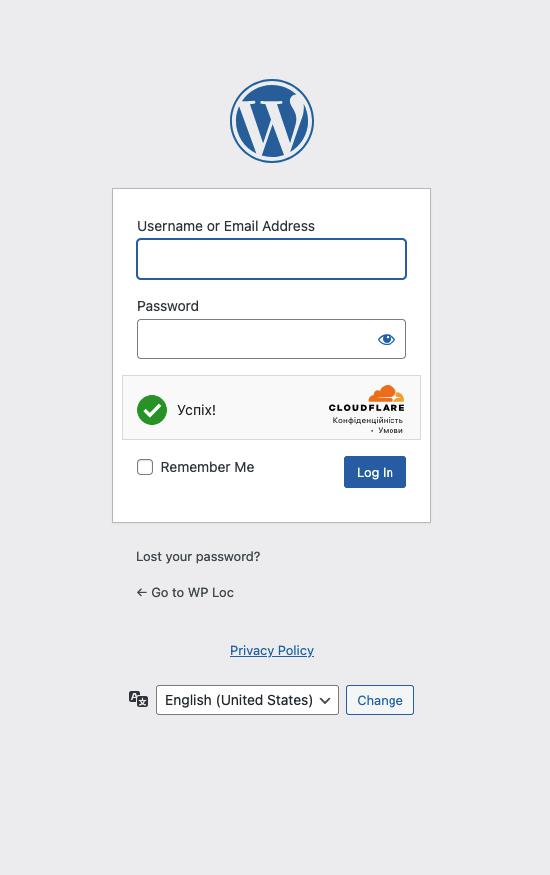 Username or Email Address
Password
Успіх!
CLOUDFLARE
Конфіденційність
• Умови
Remember Me
Log In
Lost your password?
← Go to WP Loc
Privacy Policy
English (United States)
Change